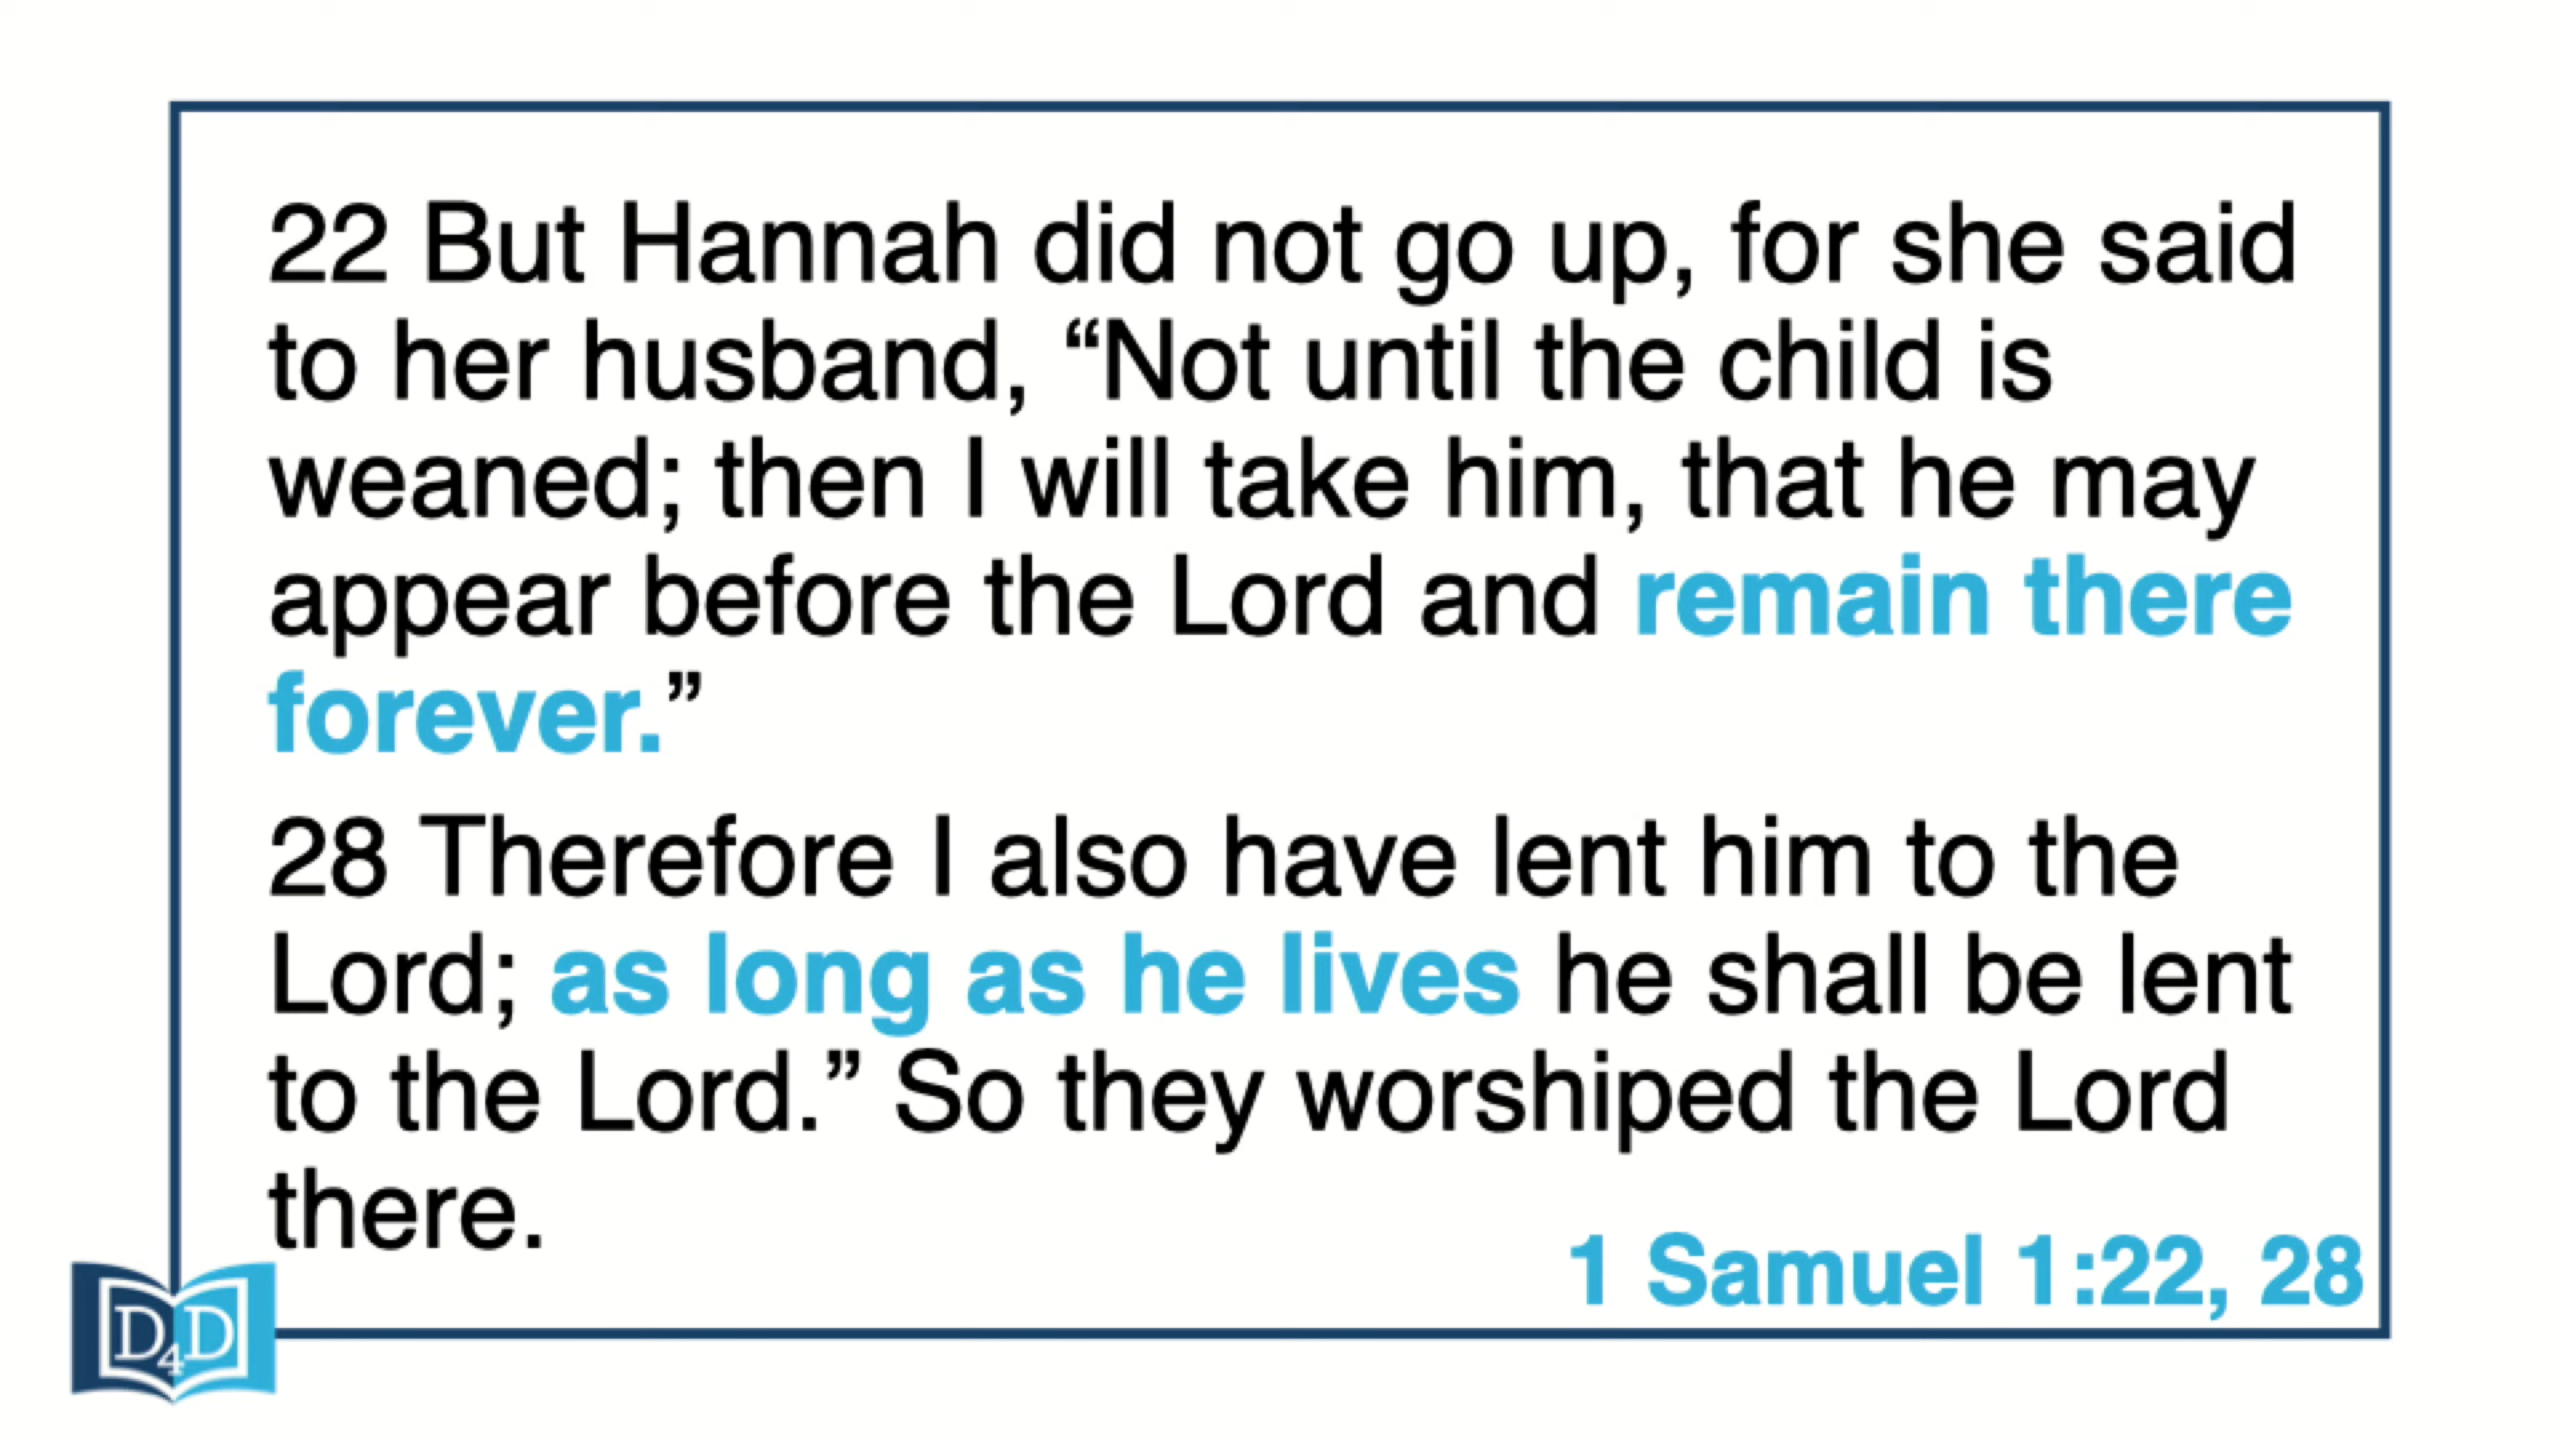 22 But Hannah did not go up, for she said
to her husband, “Not until the child is
weaned; then I will take him, that he may
appear before the Lord and remain there
forever.”
28 Therefore I also have lent him to the
Lord; as long as he lives he shall be lent
to the Lord.” So they worshiped the Lord
there.
1 Samuel 1:22, 28
D4D